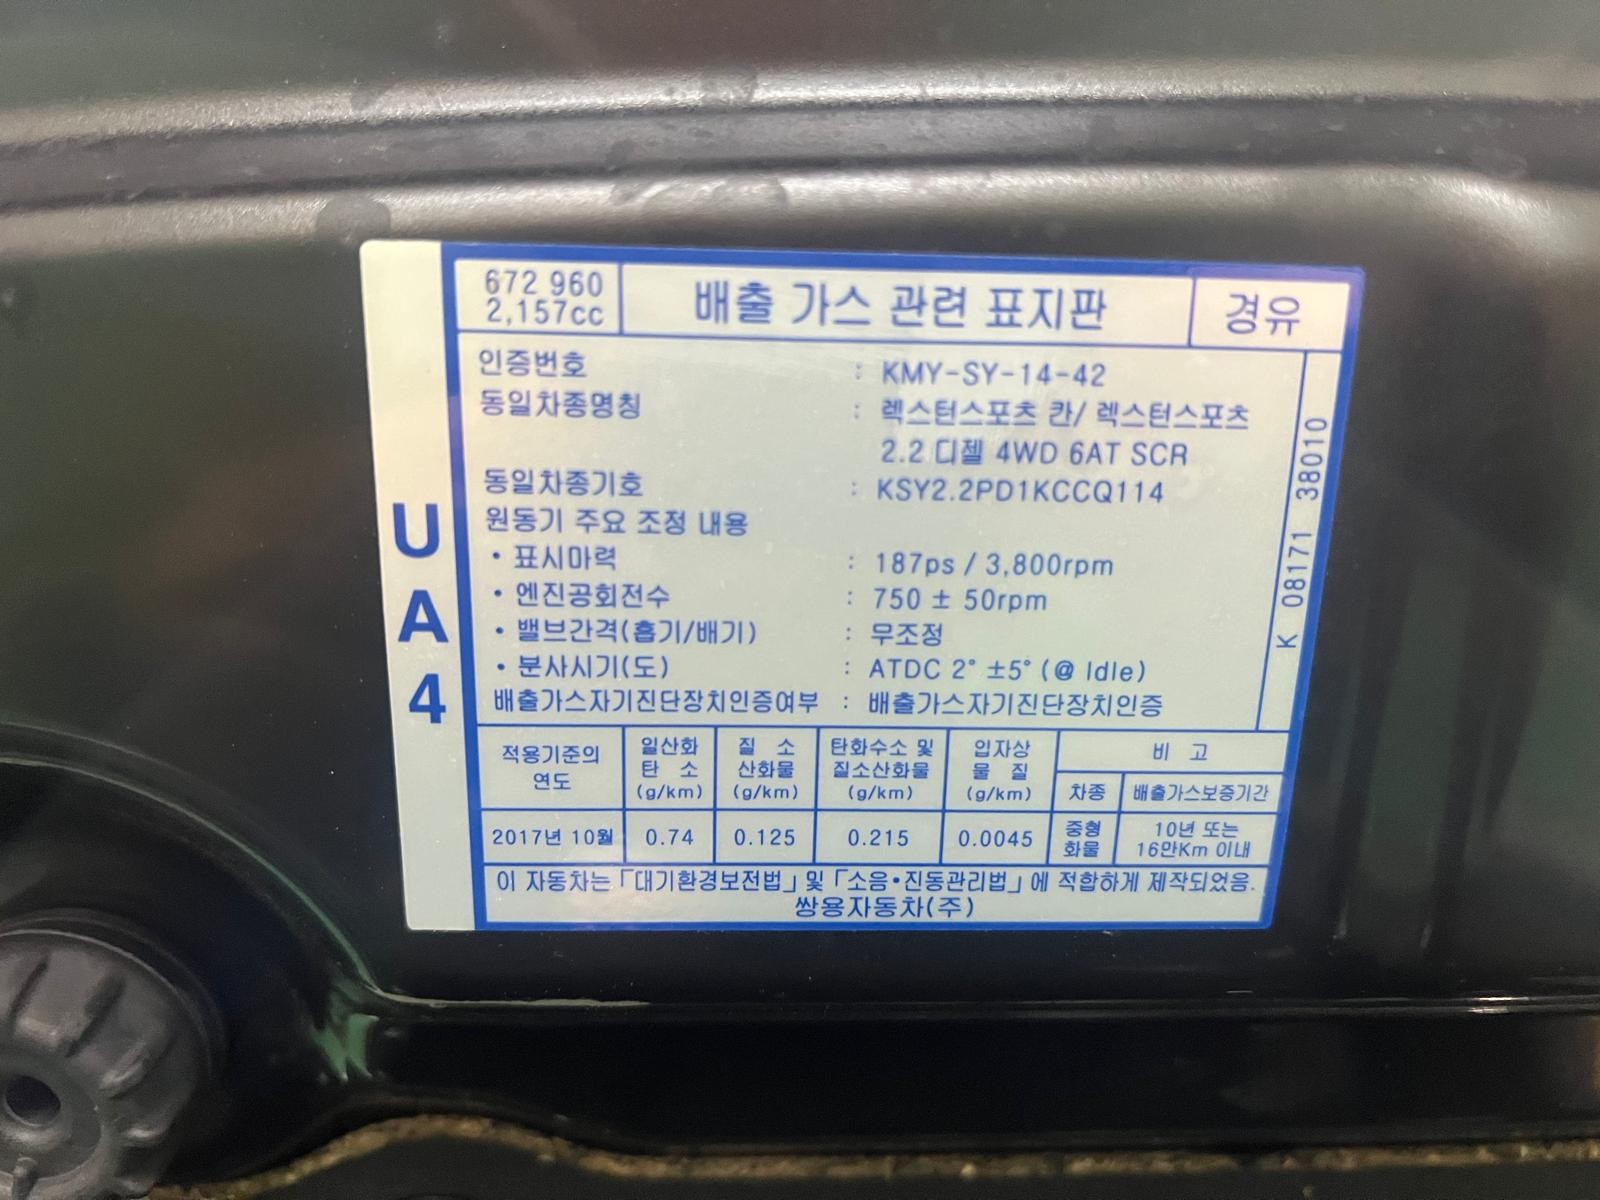 UA4
672 960
2,157cc
배출 가스 관련 표지판
경유
인증번호 : KMY-SY-14-42
동일차종명칭 : 렉스턴스포츠 칸/ 렉스턴스포츠
2.2 디젤 4WD 6AT SCR
동일차종기호 : KSY2.2PD1KCCQ114
원동기 주요 조정 내용
• 표시마력 : 187ps / 3,800rpm
• 엔진공회전수 : 750 ± 50rpm
• 밸브간격(흡기/배기) : 무조정
• 분사시기(도) : ATDC 2° ±5° (@ Idle)
배출가스자기진단장치인증여부 : 배출가스자기진단장치인증
K 08171 38010
적용기준의
연도
일산화
탄 소
(g/km)
질 소
산화물
(g/km)
탄화수소 및
질소산화물
(g/km)
입자상
물 질
(g/km)
비 고
차종
배출가스보증기간
2017년 10월
0.74
0.125
0.215
0.0045
중형
화물
10년 또는
16만Km 이내
이 자동차는 「대기환경보전법」 및 「소음•진동관리법」에 적합하게 제작되었음.
쌍용자동차(주)